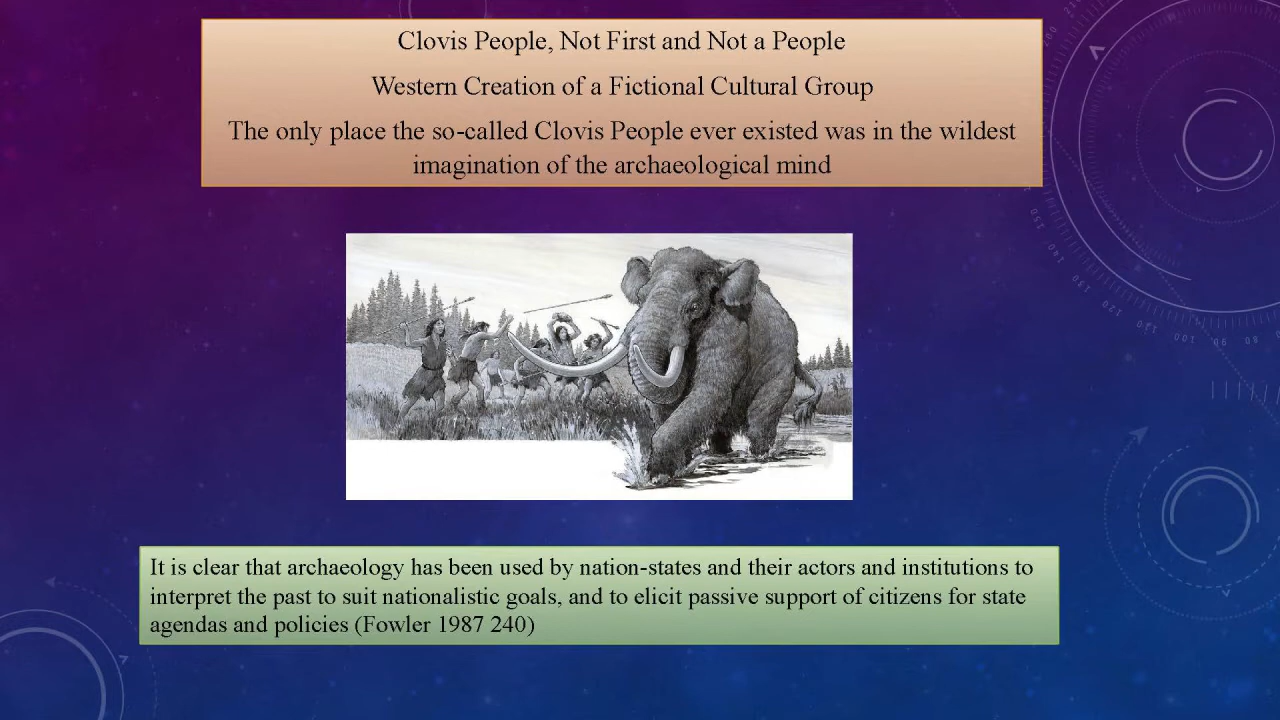 Clovis People, Not First and Not a People
Western Creation of a Fictional Cultural Group
The only place the so-called Clovis People ever existed was in the wildest
imagination of the archaeological mind
It is clear that archaeology has been used by nation-states and their actors and institutions to
interpret the past to suit nationalistic goals, and to elicit passive support of citizens for state
agendas and policies (Fowler 1987 240)